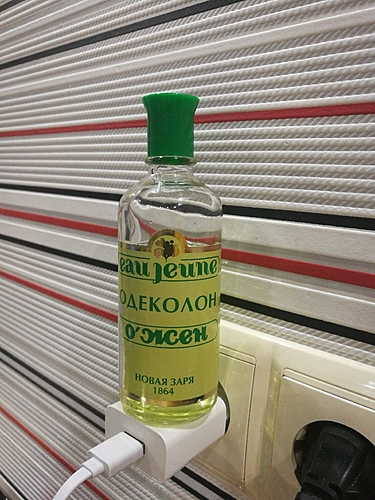 eau jeune
ОДЕКОЛОН
о'жен
НОВАЯ ЗАРЯ
1864